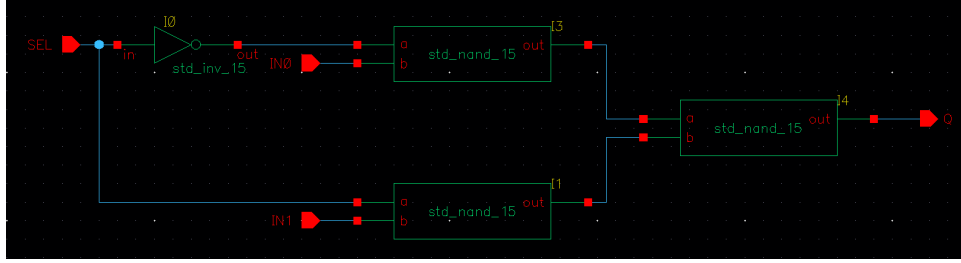 I0
SEL
in
out
std_inv_15
IN0
I3
a
b
out
std_nand_15
I4
a
b
out
std_nand_15
Q
I1
a
b
out
std_nand_15
IN1